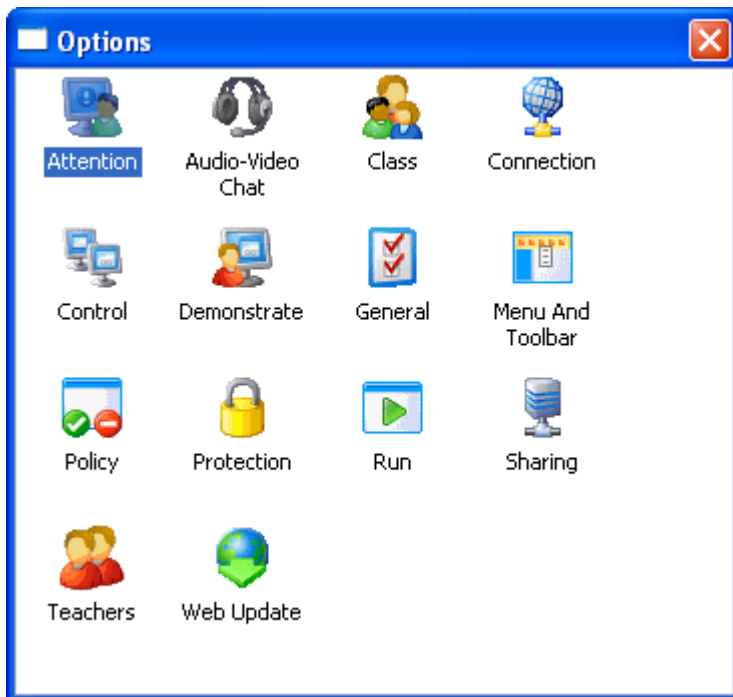 Options
Attention
Audio-Video
Chat
Class
Connection
Control
Demonstrate
General
Menu And
Toolbar
Policy
Protection
Run
Sharing
Teachers
Web Update